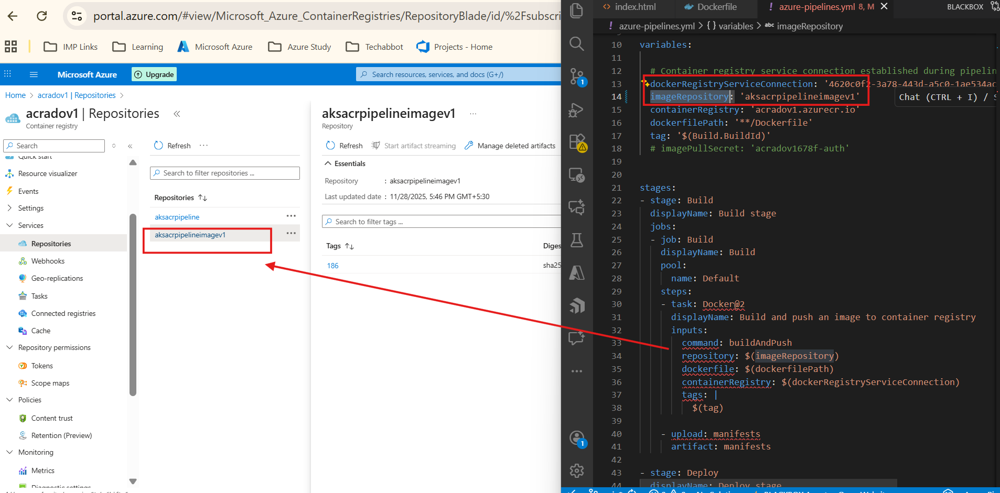 portal.azure.com/#view/Microsoft_Azure_ContainerRegistries/RepositoryBlade/id/%2Fsubscri
IMP Links
Learning
Microsoft Azure
Azure Study
Techabbot
Projects - Home
Microsoft Azure
Upgrade
Search resources, services, and docs (G+/)
Home > acradov1 | Repositories >
acradov1 | Repositories
Container registry
Search
Quick start
Resource visualizer
Events
Settings
Services
Repositories
Webhooks
Geo-replications
Tasks
Connected registries
Cache
Repository permissions
Tokens
Scope maps
Policies
Content trust
Retention (Preview)
Monitoring
Metrics
Diagnostic settings
Refresh
Search to filter repositories ...
Repositories
aksacrpipeline
aksacrpipelineimagev1
aksacrpipelineimagev1
Repository
Refresh
Start artifact streaming
Manage deleted artifacts
Essentials
Repository : aksacrpipelineimagev1
Last updated date : 11/28/2025, 5:46 PM GMT+5:30
Search to filter tags ...
Tags
Diges
186
sha25
index.html
Dockerfile
! azure-pipelines.yml 8, M
BLACKBOX
! azure-pipelines.yml > {} variables > abc imageRepository
10 variables:
11
12 # Container registry service connection established during pipelin
13 dockerRegistryServiceConnection: '4620c0f2-3a78-443d-a5c0-1ae534ac
14 imageRepository: 'aksacrpipelineimagev1'
Chat (CTRL + I) / S
15 containerRegistry: 'acradov1.azurecr.io'
16 dockerfilePath: '**/Dockerfile'
17 tag: '$(Build.BuildId)'
18 # imagePullSecret: 'acradov1678f-auth'
19
20
21 stages:
22 - stage: Build
23 displayName: Build stage
24 jobs:
25 - job: Build
26 displayName: Build
27 pool:
28 name: Default
29 steps:
30 - task: Docker@2
31 displayName: Build and push an image to container registry
32 inputs:
33 command: buildAndPush
34 repository: $(imageRepository)
35 dockerfile: $(dockerfilePath)
36 containerRegistry: $(dockerRegistryServiceConnection)
37 tags: |
38 $(tag)
39
40 - upload: manifests
41 artifact: manifests
42
43 - stage: Deploy
44 displayName: Deploy stage
1
1